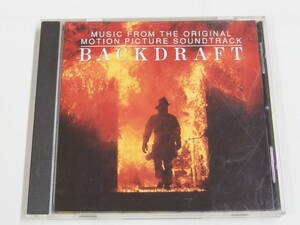 MUSIC FROM THE ORIGINAL
MOTION PICTURE SOUNDTRACK
BACKDRAFT